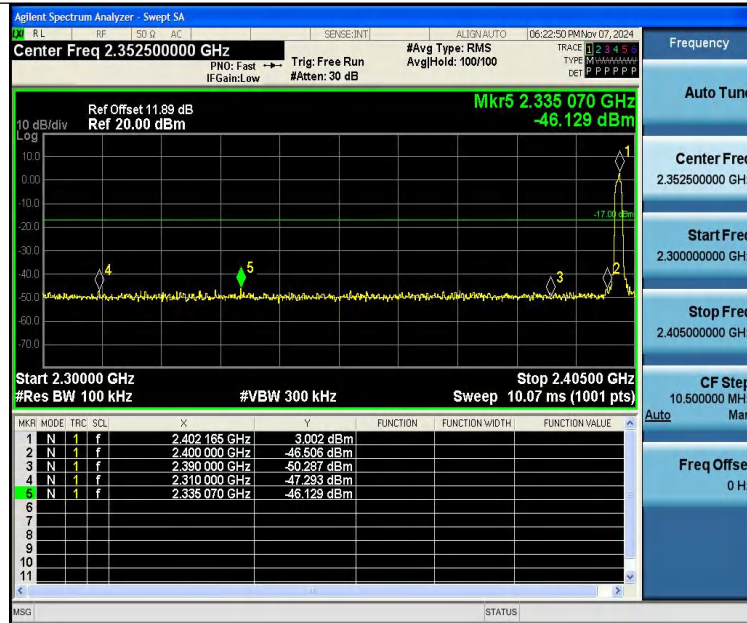 Agilent Spectrum Analyzer - Swept SA
LXI RL RF 50 Ω AC SENSE:INT ALIGN AUTO 06:22:50 PM Nov 07, 2024
Center Freq 2.352500000 GHz
PNO: Fast
IFGain:Low
Trig: Free Run
#Atten: 30 dB
#Avg Type: RMS
Avg|Hold: 100/100
TRACE 1 2 3 4 5 6
TYPE M
DET P P P P P P
Ref Offset 11.89 dB
10 dB/div Ref 20.00 dBm
Log
Mkr5 2.335 070 GHz
-46.129 dBm
10.0
0.00
-10.0
-20.0
-30.0
-40.0
-50.0
-60.0
-70.0
-17.00 dBm
1
2
3
4
5
Start 2.30000 GHz Stop 2.40500 GHz
#Res BW 100 kHz #VBW 300 kHz Sweep 10.07 ms (1001 pts)
MKR MODE TRC SCL X Y FUNCTION FUNCTION WIDTH FUNCTION VALUE
1 N 1 f 2.402 165 GHz 3.002 dBm
2 N 1 f 2.400 000 GHz -46.506 dBm
3 N 1 f 2.390 000 GHz -50.287 dBm
4 N 1 f 2.310 000 GHz -47.293 dBm
5 N 1 f 2.335 070 GHz -46.129 dBm
6
7
8
9
10
11
MSG STATUS
Frequency
Auto Tune
Center Freq
2.352500000 GHz
Start Freq
2.300000000 GHz
Stop Freq
2.405000000 GHz
CF Step
10.500000 MHz
Auto Man
Freq Offset
0 Hz